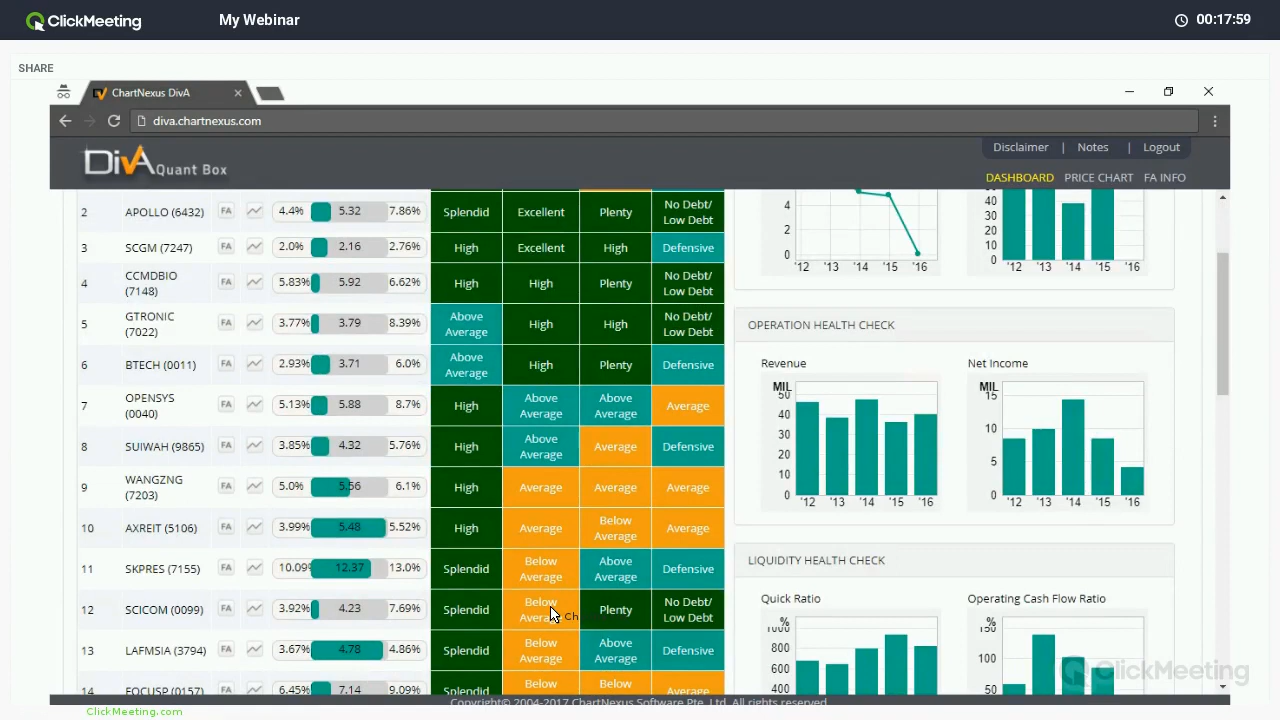 ClickMeeting
My Webinar
00:17:59
SHARE
ChartNexus DivA
diva.chartnexus.com
DivA Quant Box
Disclaimer | Notes | Logout
DASHBOARD PRICE CHART FA INFO
2 APOLLO (6432) FA 4.4% 5.32 7.86% Splendid Excellent Plenty No Debt/
Low Debt
3 SCGM (7247) FA 2.0% 2.16 2.76% High Excellent High Defensive
4 CCMDBIO
(7148) FA 5.83% 5.92 6.62% High High Plenty No Debt/
Low Debt
5 GTRONIC
(7022) FA 3.77% 3.79 8.39% Above
Average High High No Debt/
Low Debt
6 BTECH (0011) FA 2.93% 3.71 6.0% Above
Average High Plenty Defensive
7 OPENSYS
(0040) FA 5.13% 5.88 8.7% High Above
Average Above
Average Average
8 SUIWAH (9865) FA 3.85% 4.32 5.76% High Above
Average Average Defensive
9 WANGZNG
(7203) FA 5.0% 5.56 6.1% High Average Average Average
10 AXREIT (5106) FA 3.99% 5.48 5.52% High Average Below
Average Average
11 SKPRES (7155) FA 10.09% 12.37 13.0% Splendid Below
Average Above
Average Defensive
12 SCICOM (0099) FA 3.92% 4.23 7.69% Splendid Below
Average Ch Plenty No Debt/
Low Debt
13 LAFMSIA (3794) FA 3.67% 4.78 4.86% Splendid Below
Average Above
Average Defensive
14 FOCUSP (0157) FA 6.45% 7.14 9.09% Splendid Below Below Average
4
2
0
'12 '13 '14 '15 '16
50
40
30
20
10
0
'12 '13 '14 '15 '16
OPERATION HEALTH CHECK
Revenue
MIL
50
40
30
20
10
0
'12 '13 '14 '15 '16
Net Income
MIL
15
10
5
0
'12 '13 '14 '15 '16
LIQUIDITY HEALTH CHECK
Quick Ratio
%
1000
800
600
400
Operating Cash Flow Ratio
%
150
100
50
ClickMeeting
Copyright© 2004-2017 ChartNexus Software Pte. Ltd. All rights reserved
ClickMeeting.com